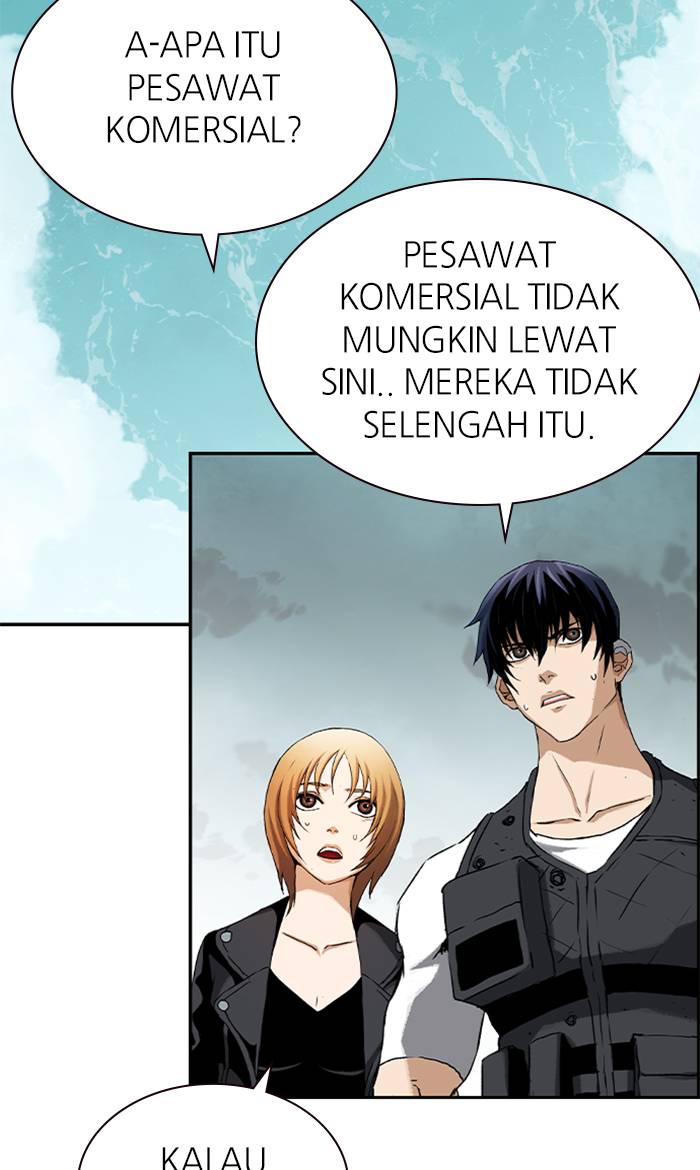 A-APA ITU
PESAWAT
KOMERSIAL?
PESAWAT
KOMERSIAL TIDAK
MUNGKIN LEWAT
SINI.. MEREKA TIDAK
SELENGAH ITU.
KALAU